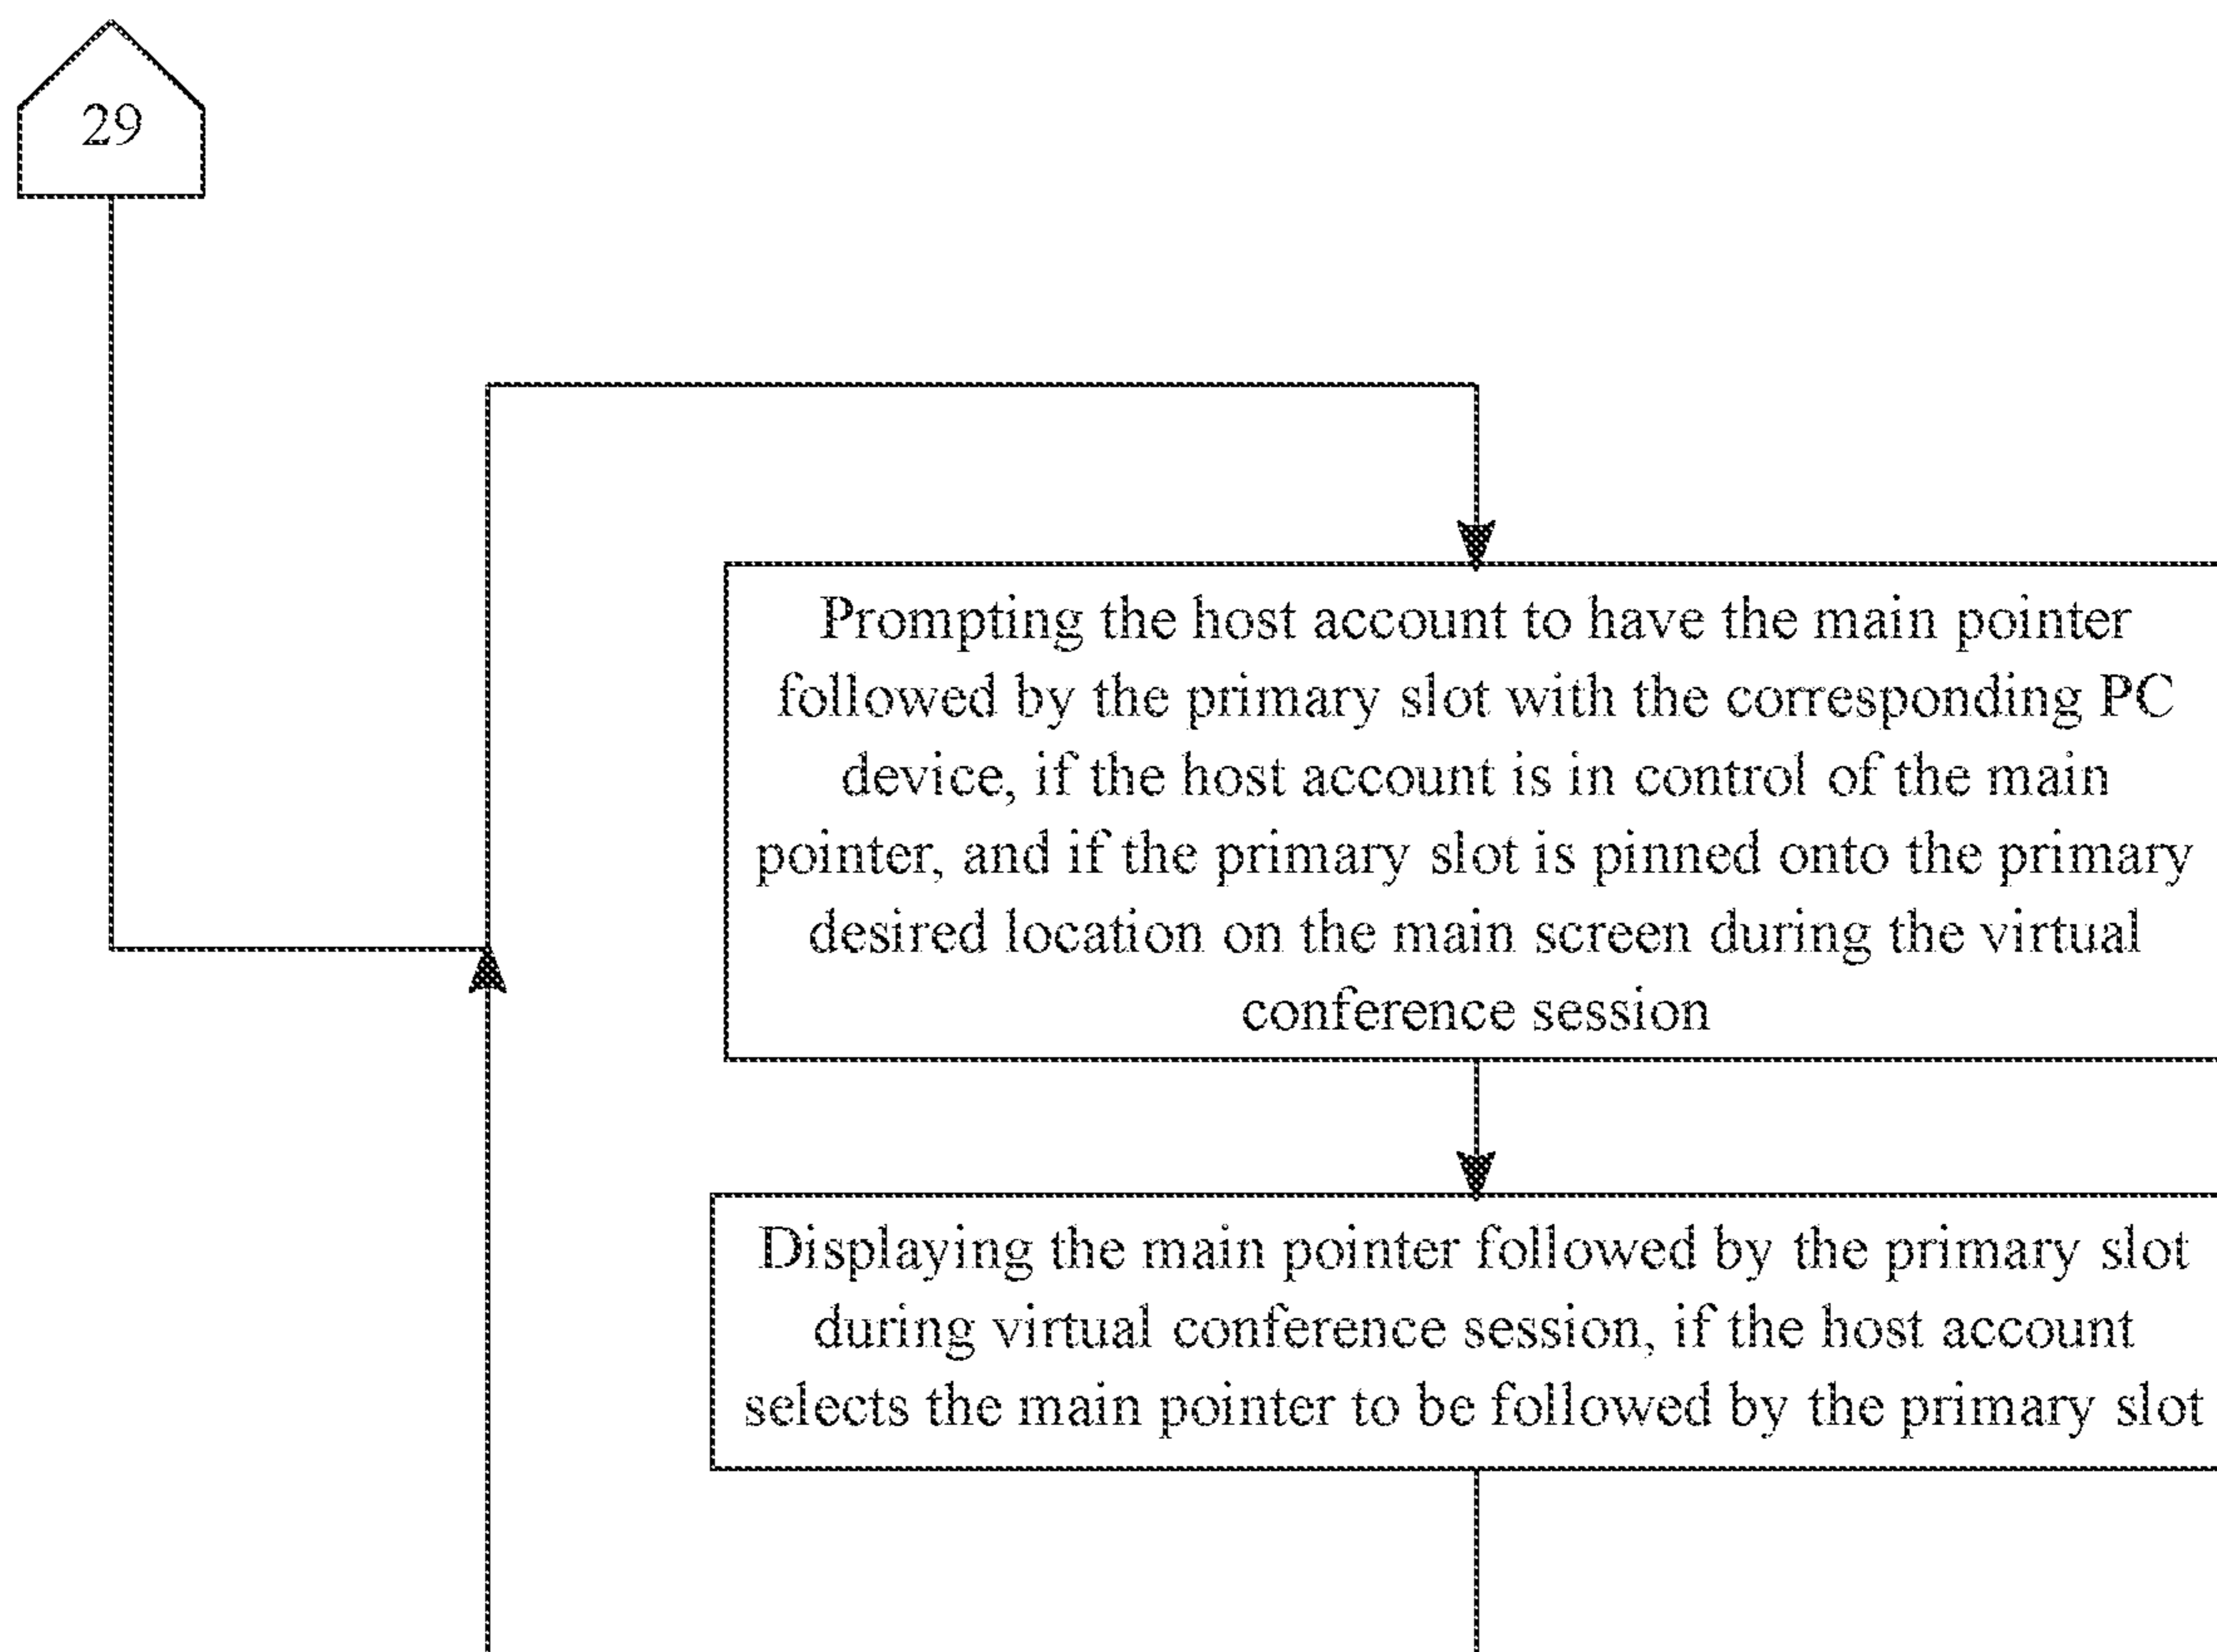 29
Prompting the host account to have the main pointer
followed by the primary slot with the corresponding PC
device, if the host account is in control of the main
pointer, and if the primary slot is pinned onto the primary
desired location on the main screen during the virtual
conference session
Displaying the main pointer followed by the primary slot
during virtual conference session, if the host account
selects the main pointer to be followed by the primary slot